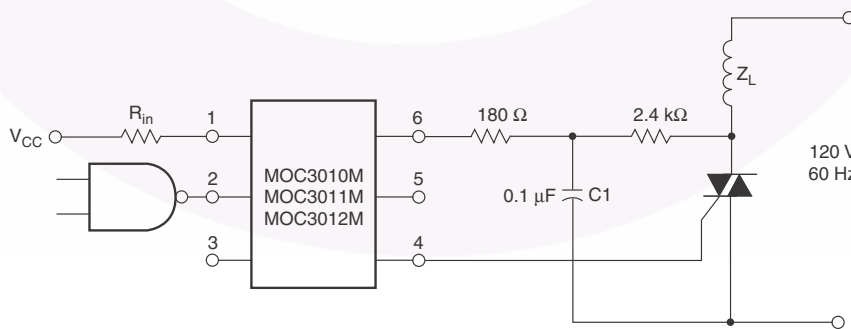 V_CC
R_in
1
2
3
MOC3010M
MOC3011M
MOC3012M
6
5
4
180 Ω
2.4 kΩ
0.1 μF
C1
Z_L
120 V
60 Hz